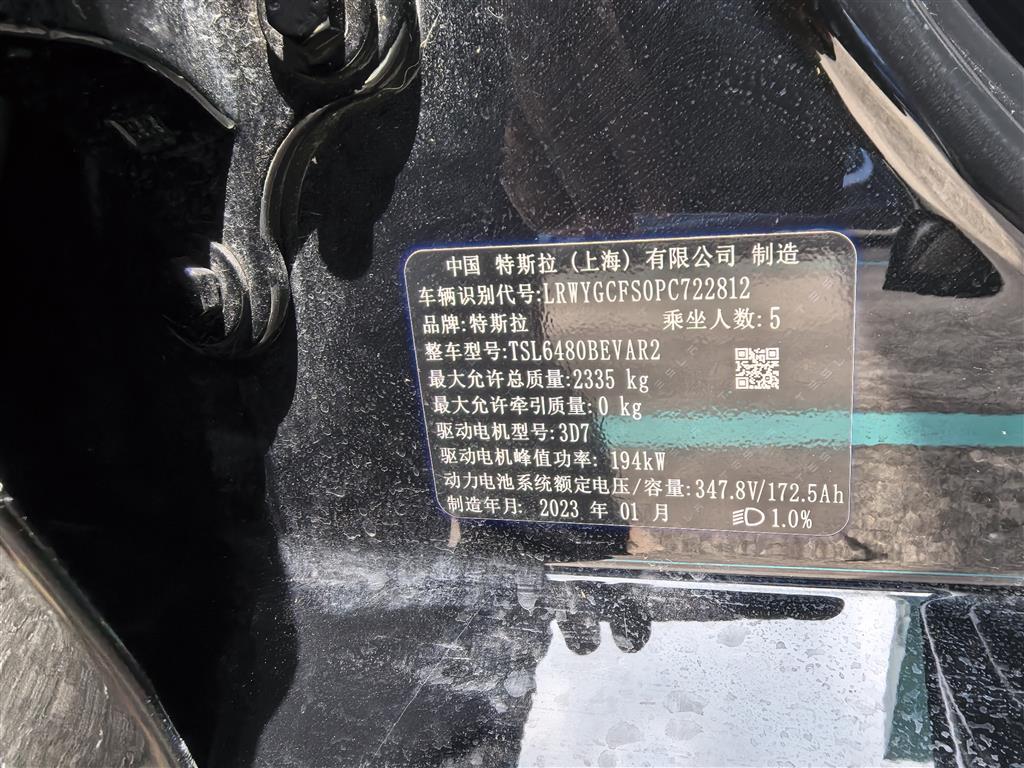 中国 特斯拉 (上海) 有限公司 制造
车辆识别代号:LRWYGCFS0PC722812
品牌:特斯拉 乘坐人数:5
整车型号:TSL6480BEVAR2
最大允许总质量:2335 kg
最大允许牵引质量:0 kg
驱动电机型号:3D7
驱动电机峰值功率: 194kW
动力电池系统额定电压/容量:347.8V/172.5Ah
制造年月: 2023 年 01 月 1.0%